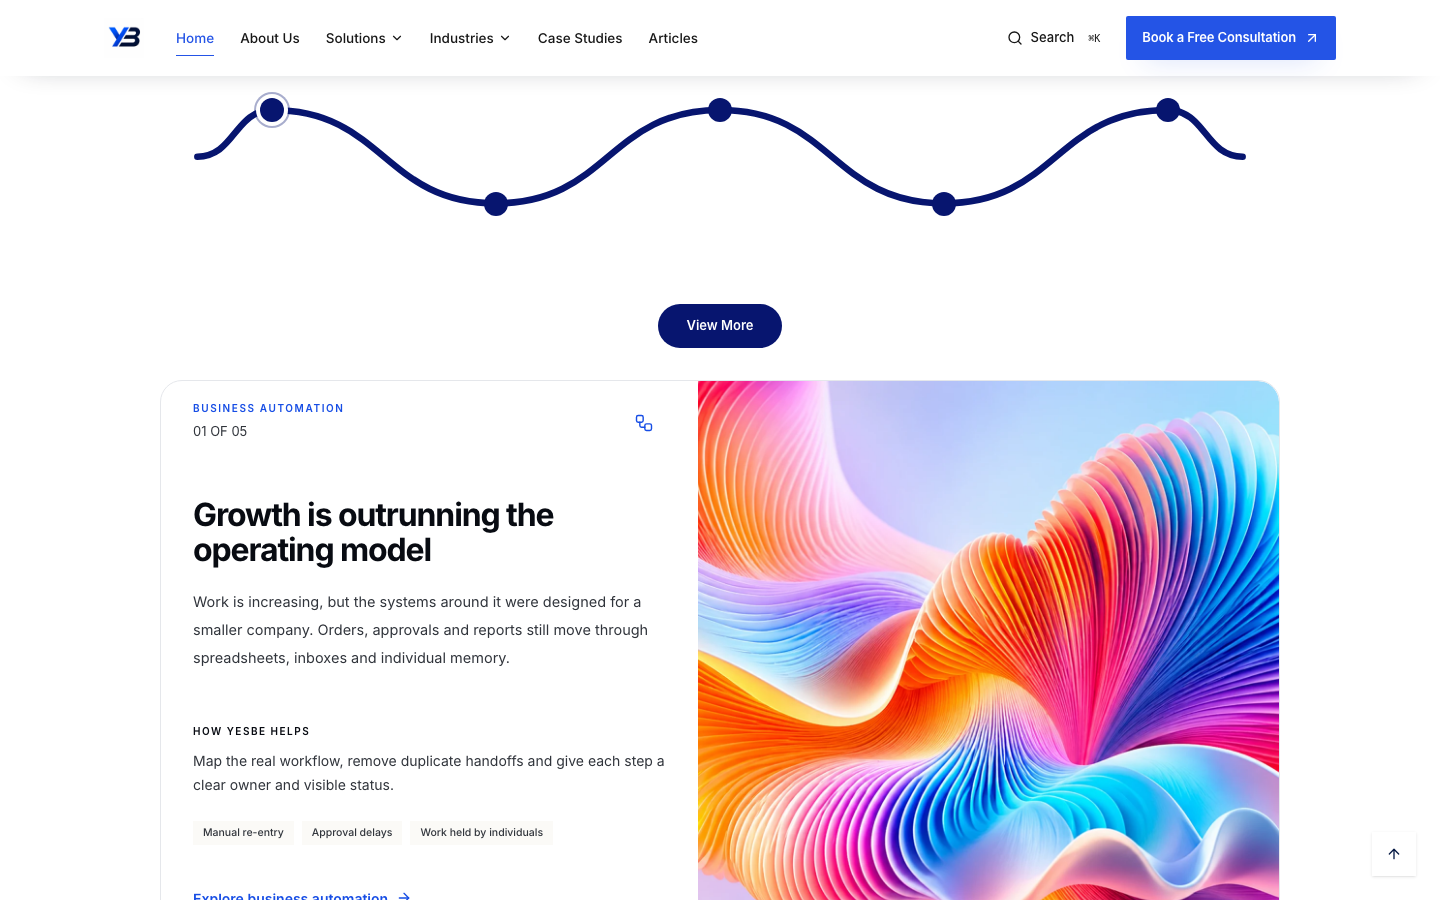 YB
Home
About Us
Solutions
Industries
Case Studies
Articles
Search
⌘K
Book a Free Consultation
View More
BUSINESS AUTOMATION
01 OF 05
Growth is outrunning the
operating model
Work is increasing, but the systems around it were designed for a
smaller company. Orders, approvals and reports still move through
spreadsheets, inboxes and individual memory.
HOW YESBE HELPS
Map the real workflow, remove duplicate handoffs and give each step a
clear owner and visible status.
Manual re-entry
Approval delays
Work held by individuals
Explore business automation